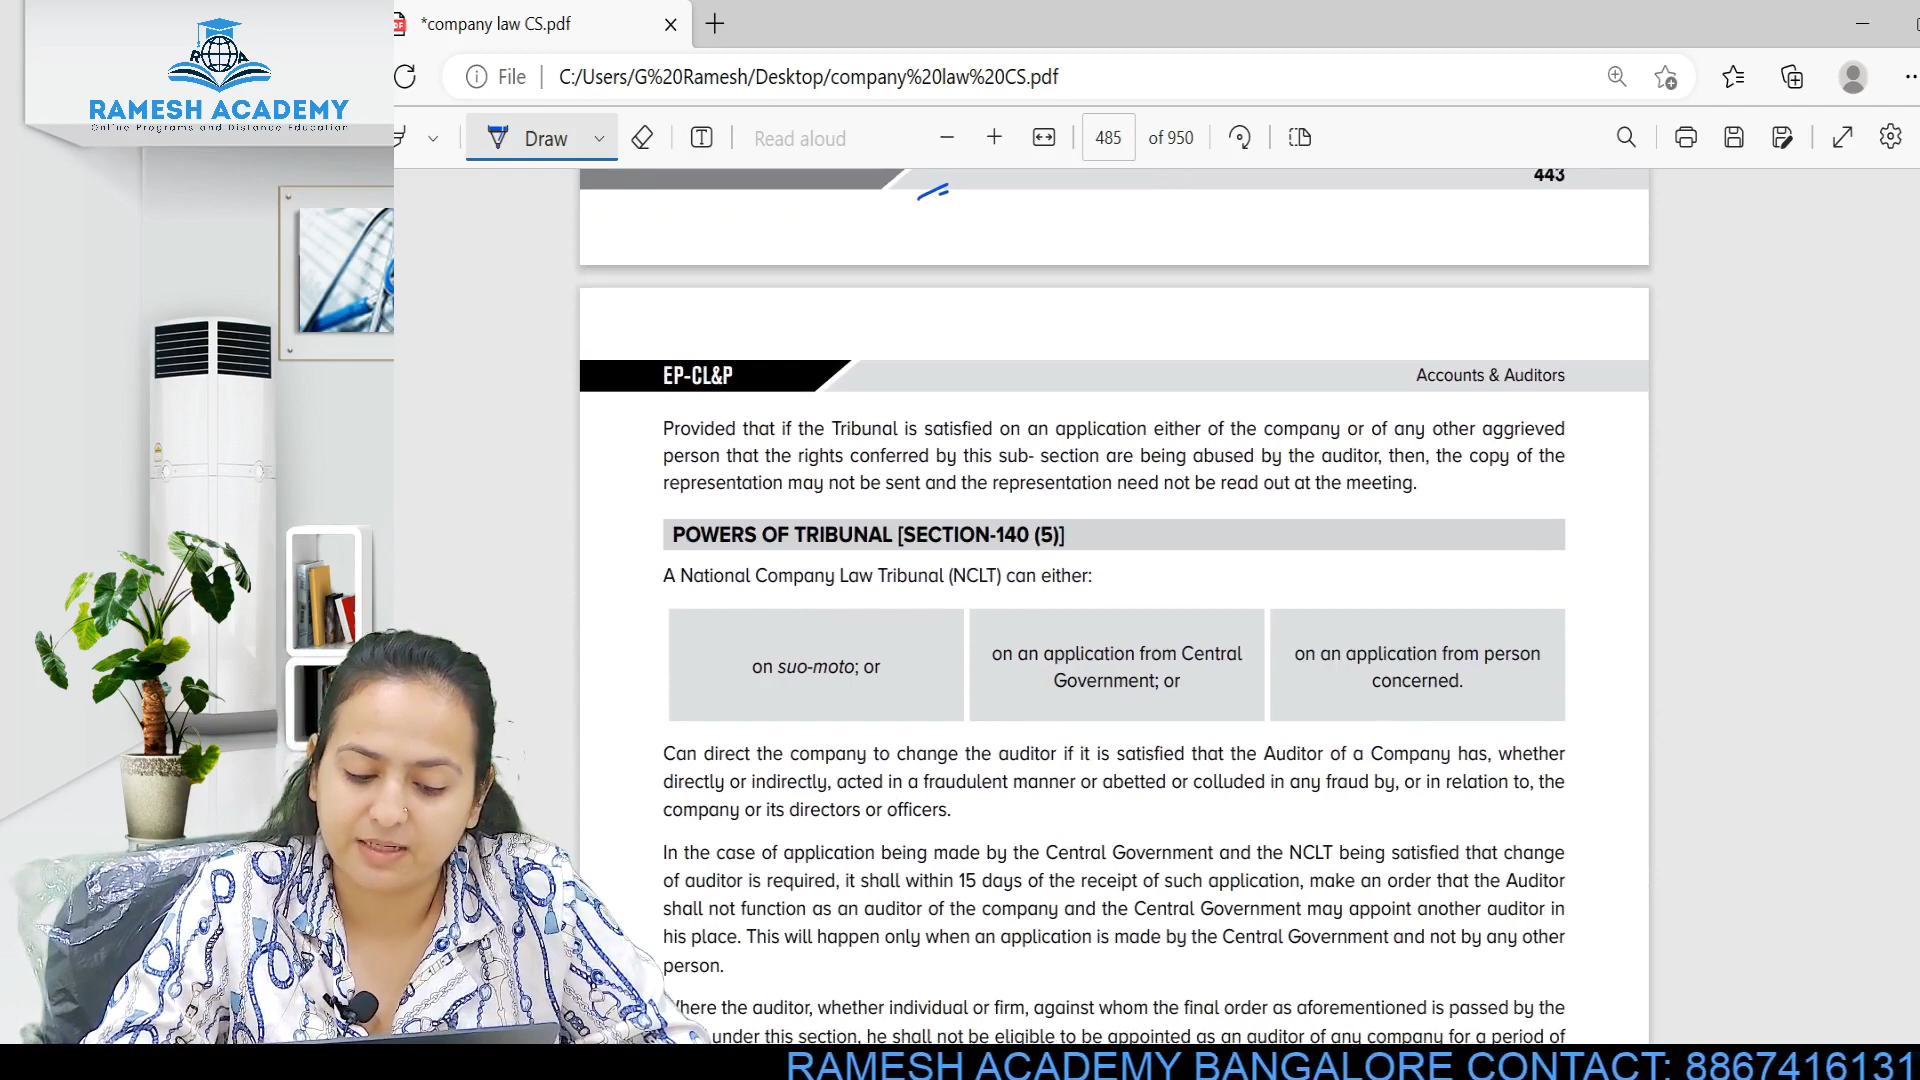 RAMESH ACADEMY
Online Programs and Distance Education
*company law CS.pdf
File
C:/Users/G%20Ramesh/Desktop/company%20law%20CS.pdf
Draw
Read aloud
485 of 950
443
EP-CL&P
Accounts & Auditors
Provided that if the Tribunal is satisfied on an application either of the company or of any other aggrieved
person that the rights conferred by this sub- section are being abused by the auditor, then, the copy of the
representation may not be sent and the representation need not be read out at the meeting.
POWERS OF TRIBUNAL [SECTION-140 (5)]
A National Company Law Tribunal (NCLT) can either:
on suo-moto; or
on an application from Central
Government; or
on an application from person
concerned.
Can direct the company to change the auditor if it is satisfied that the Auditor of a Company has, whether
directly or indirectly, acted in a fraudulent manner or abetted or colluded in any fraud by, or in relation to, the
company or its directors or officers.
In the case of application being made by the Central Government and the NCLT being satisfied that change
of auditor is required, it shall within 15 days of the receipt of such application, make an order that the Auditor
shall not function as an auditor of the company and the Central Government may appoint another auditor in
his place. This will happen only when an application is made by the Central Government and not by any other
person.
the auditor, whether individual or firm, against whom the final order as aforementioned is passed by the
under this section, he shall not be eligible to be appointed as an auditor of any company for a period of
RAMESH ACADEMY BANGALORE CONTACT: 8867416131